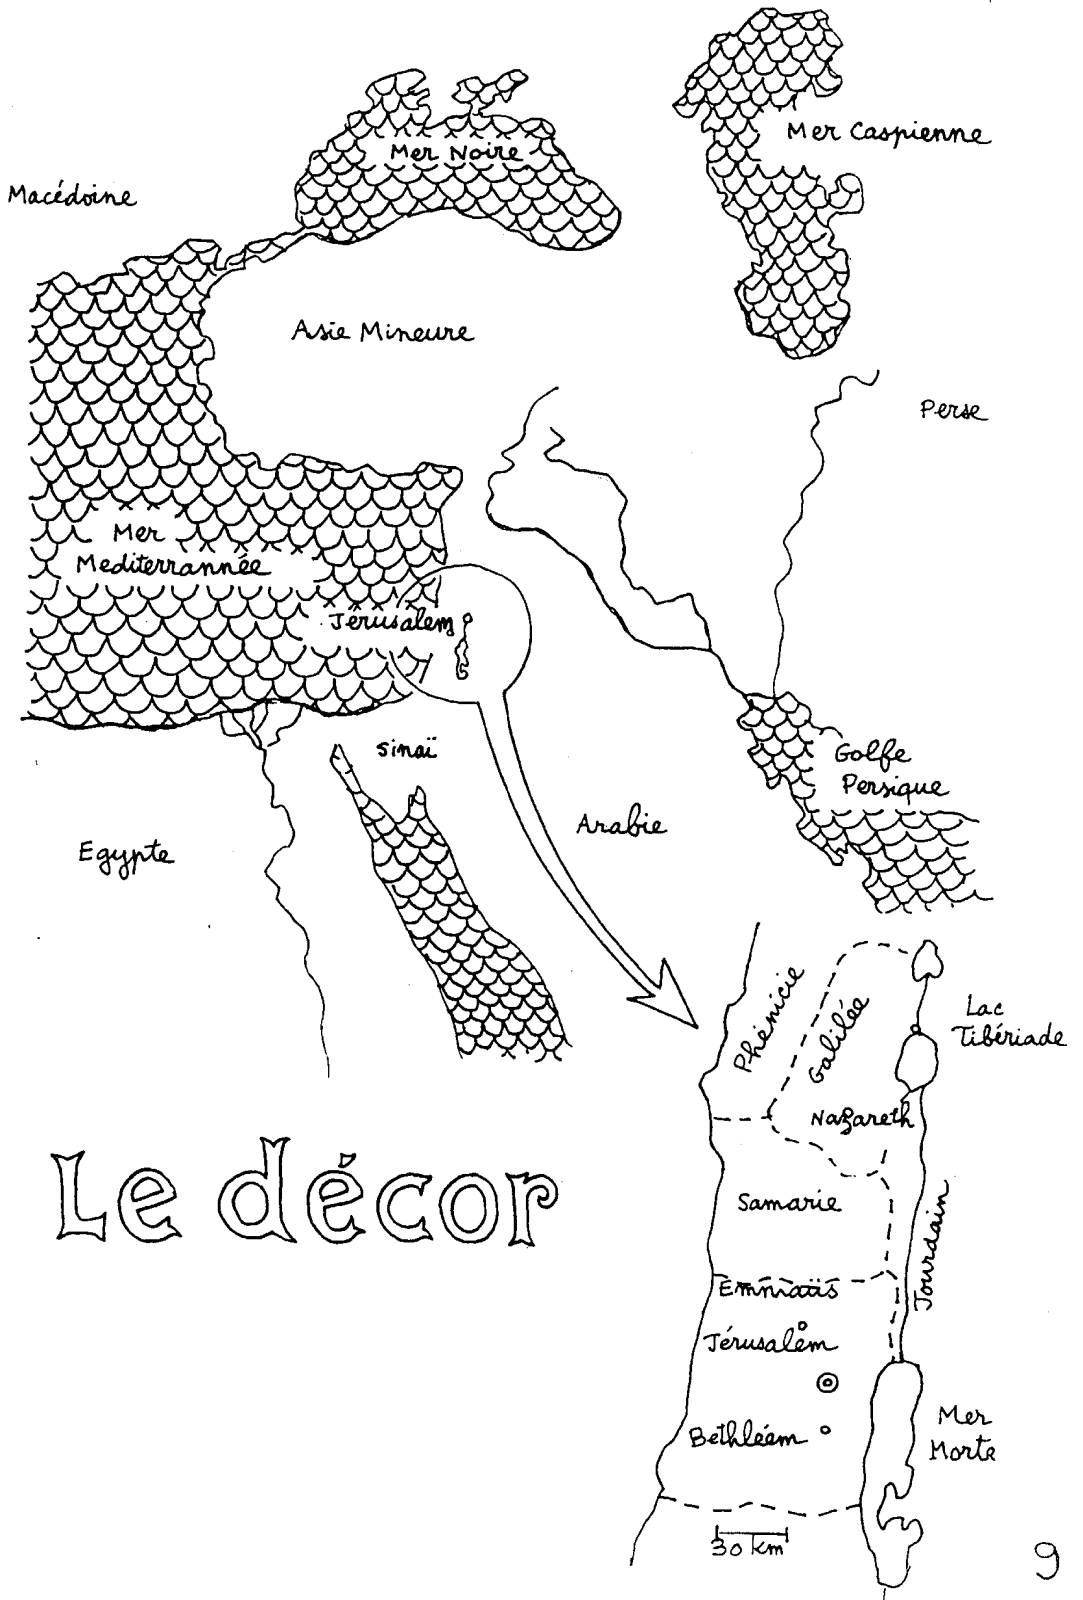 Mer Noire
Mer Caspienne
Macédoine
Asie Mineure
Perse
Mer
Mediterrannée
Jérusalem
Sinaï
Golfe
Persique
Arabie
Egypte
Phénicie
Galilée
Lac
Tibériade
Nazareth
Le décor
Samarie
Jourdain
Emmaüs
Jérusalem
Bethléem
Mer
Morte
30 km
9